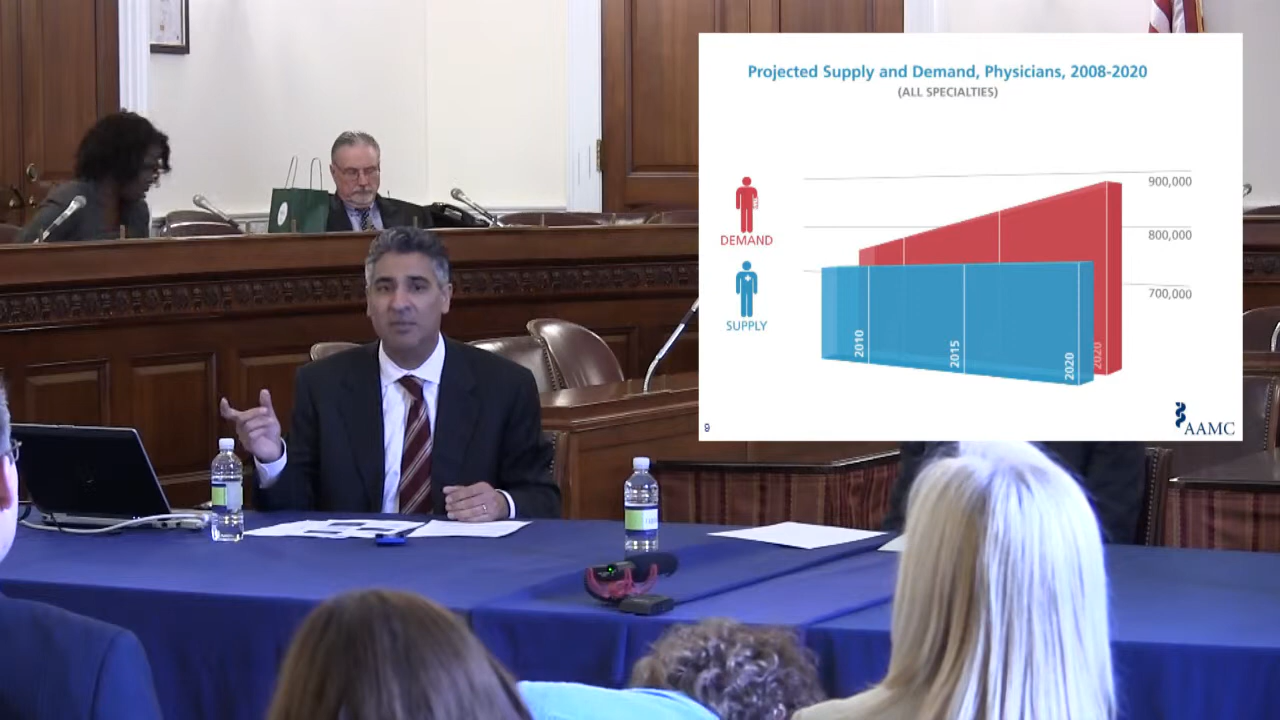 Projected Supply and Demand, Physicians, 2008-2020
(ALL SPECIALTIES)
900,000
DEMAND
800,000
SUPPLY
700,000
2010
2015
2020
2020
9
AAMC